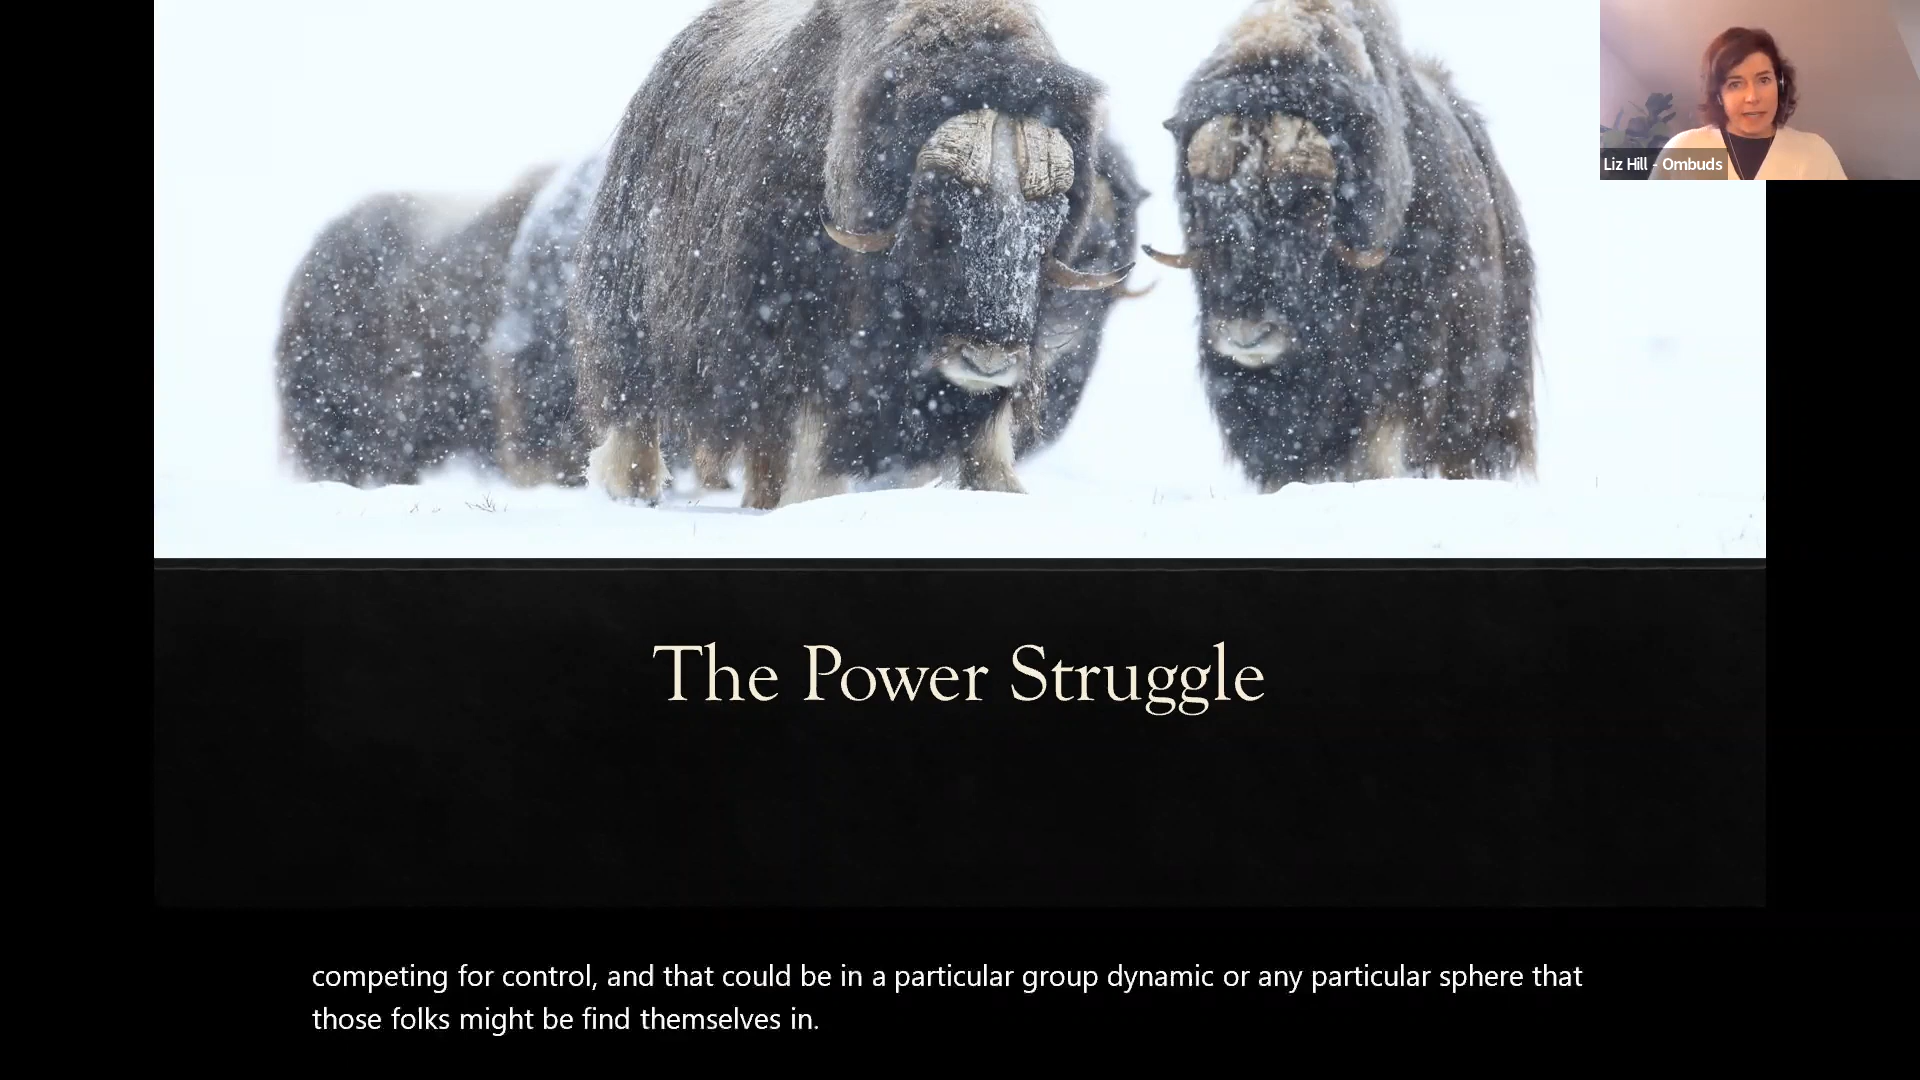 Liz Hill - Ombuds
The Power Struggle
competing for control, and that could be in a particular group dynamic or any particular sphere that
those folks might be find themselves in.